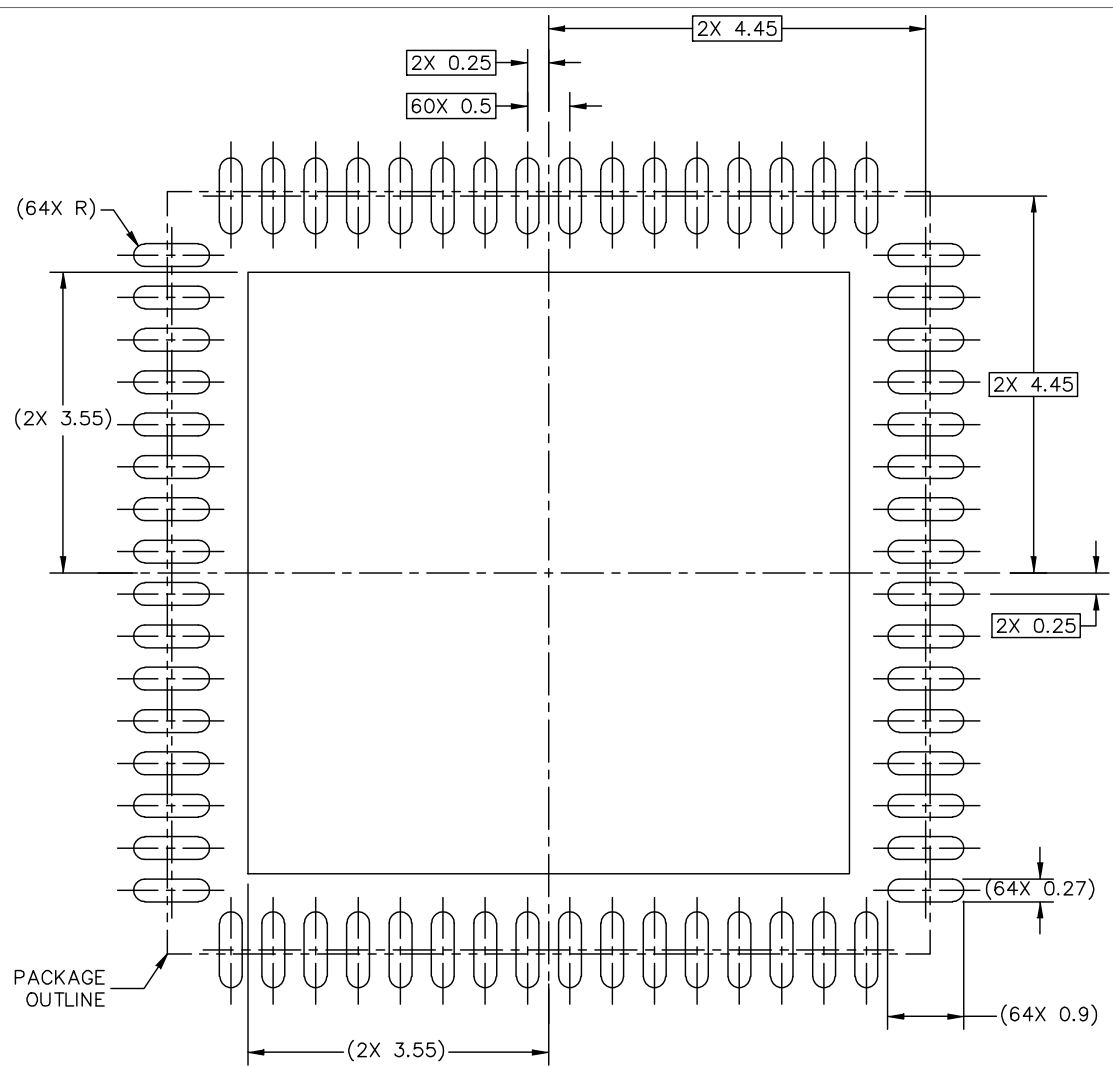 2X 4.45
2X 0.25
60X 0.5
(64X R)
2X 4.45
(2X 3.55)
2X 0.25
(64X 0.27)
PACKAGE
OUTLINE
(64X 0.9)
(2X 3.55)